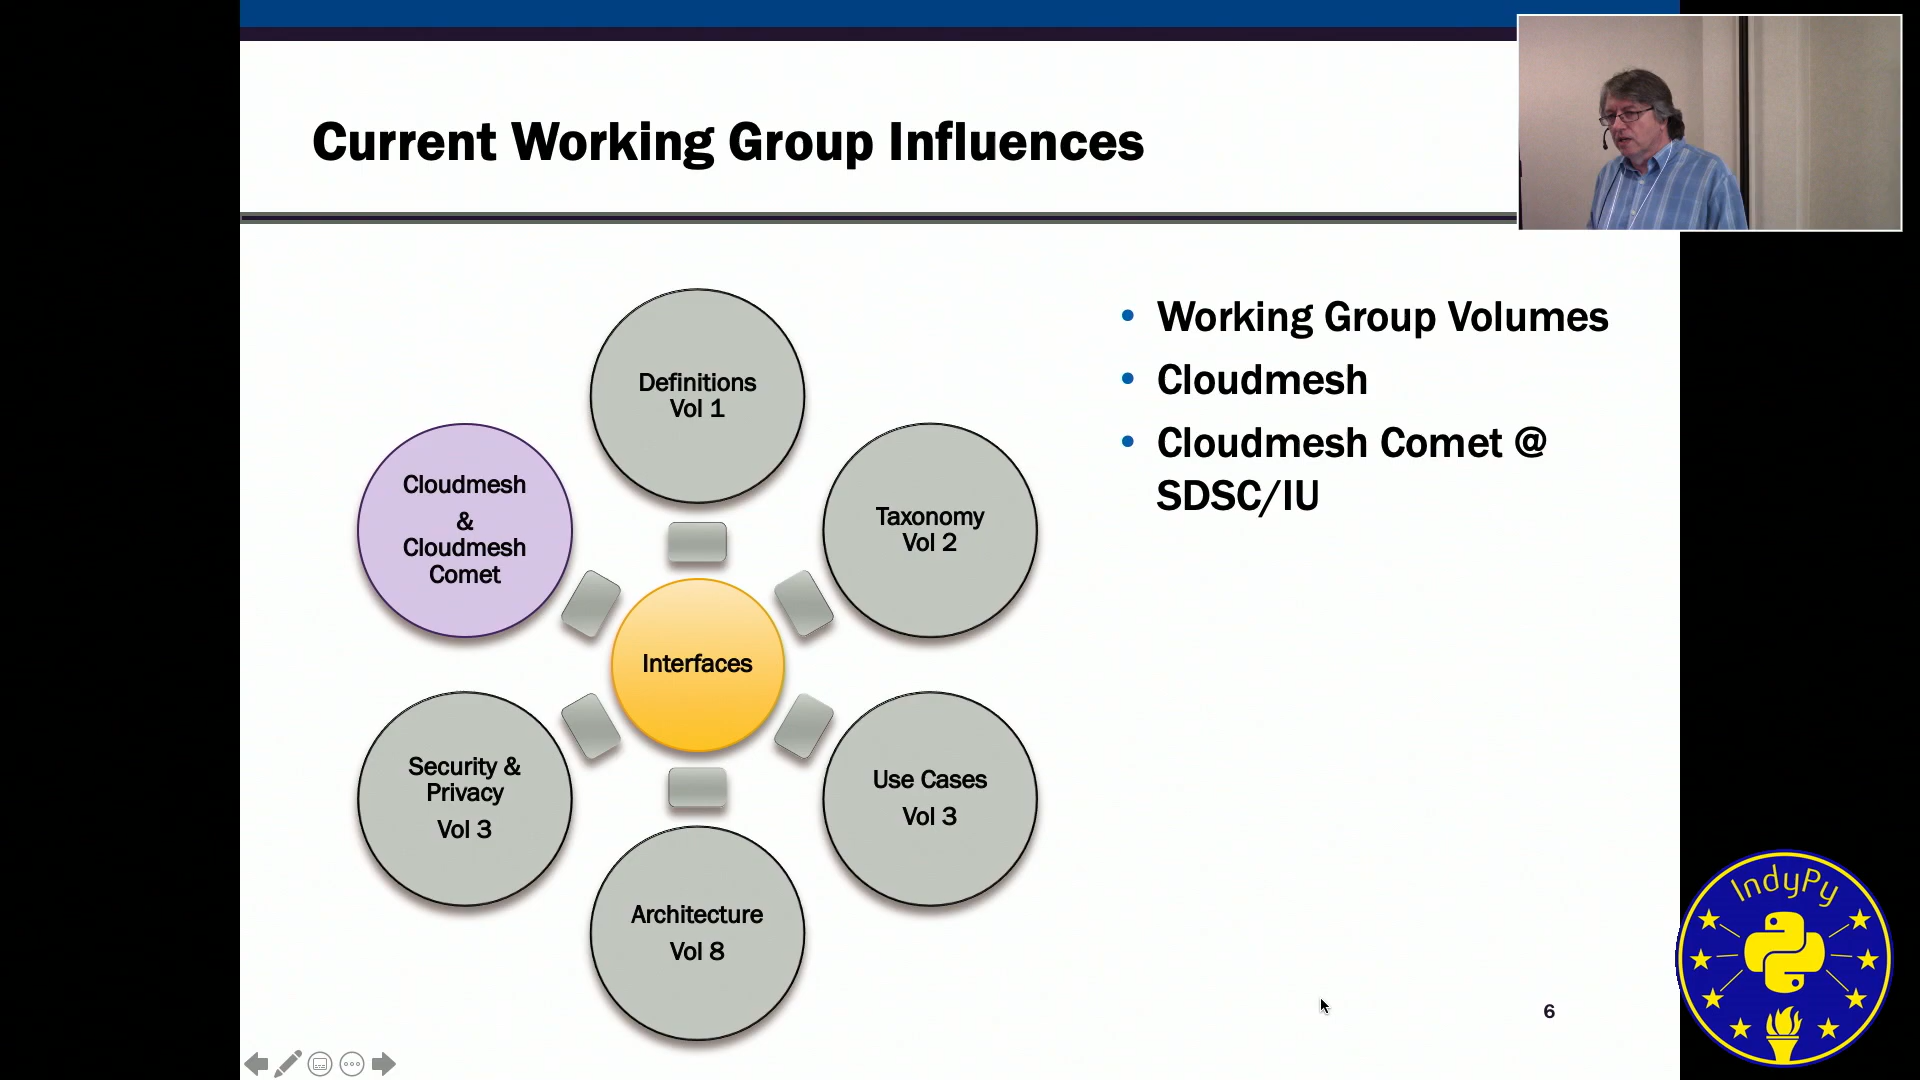 Current Working Group Influences
Definitions
Vol 1
Cloudmesh
&
Cloudmesh
Comet
Taxonomy
Vol 2
Interfaces
Security &
Privacy
Vol 3
Use Cases
Vol 3
Architecture
Vol 8
• Working Group Volumes
• Cloudmesh
• Cloudmesh Comet @
SDSC/IU
6
IndyPy